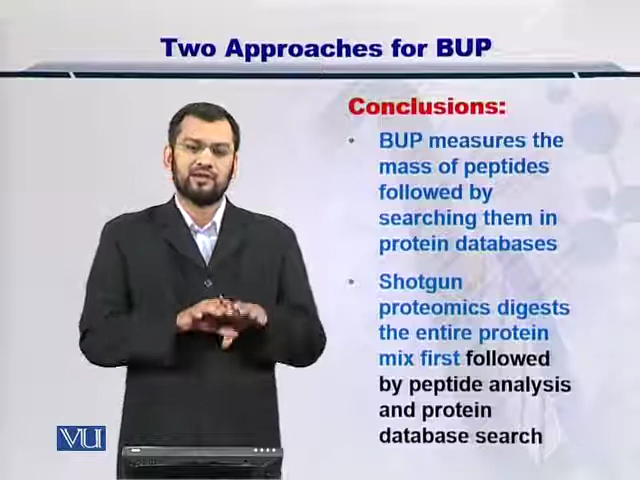 Two Approaches for BUP
Conclusions:
• BUP measures the
mass of peptides
followed by
searching them in
protein databases
• Shotgun
proteomics digests
the entire protein
mix first followed
by peptide analysis
and protein
database search
VU